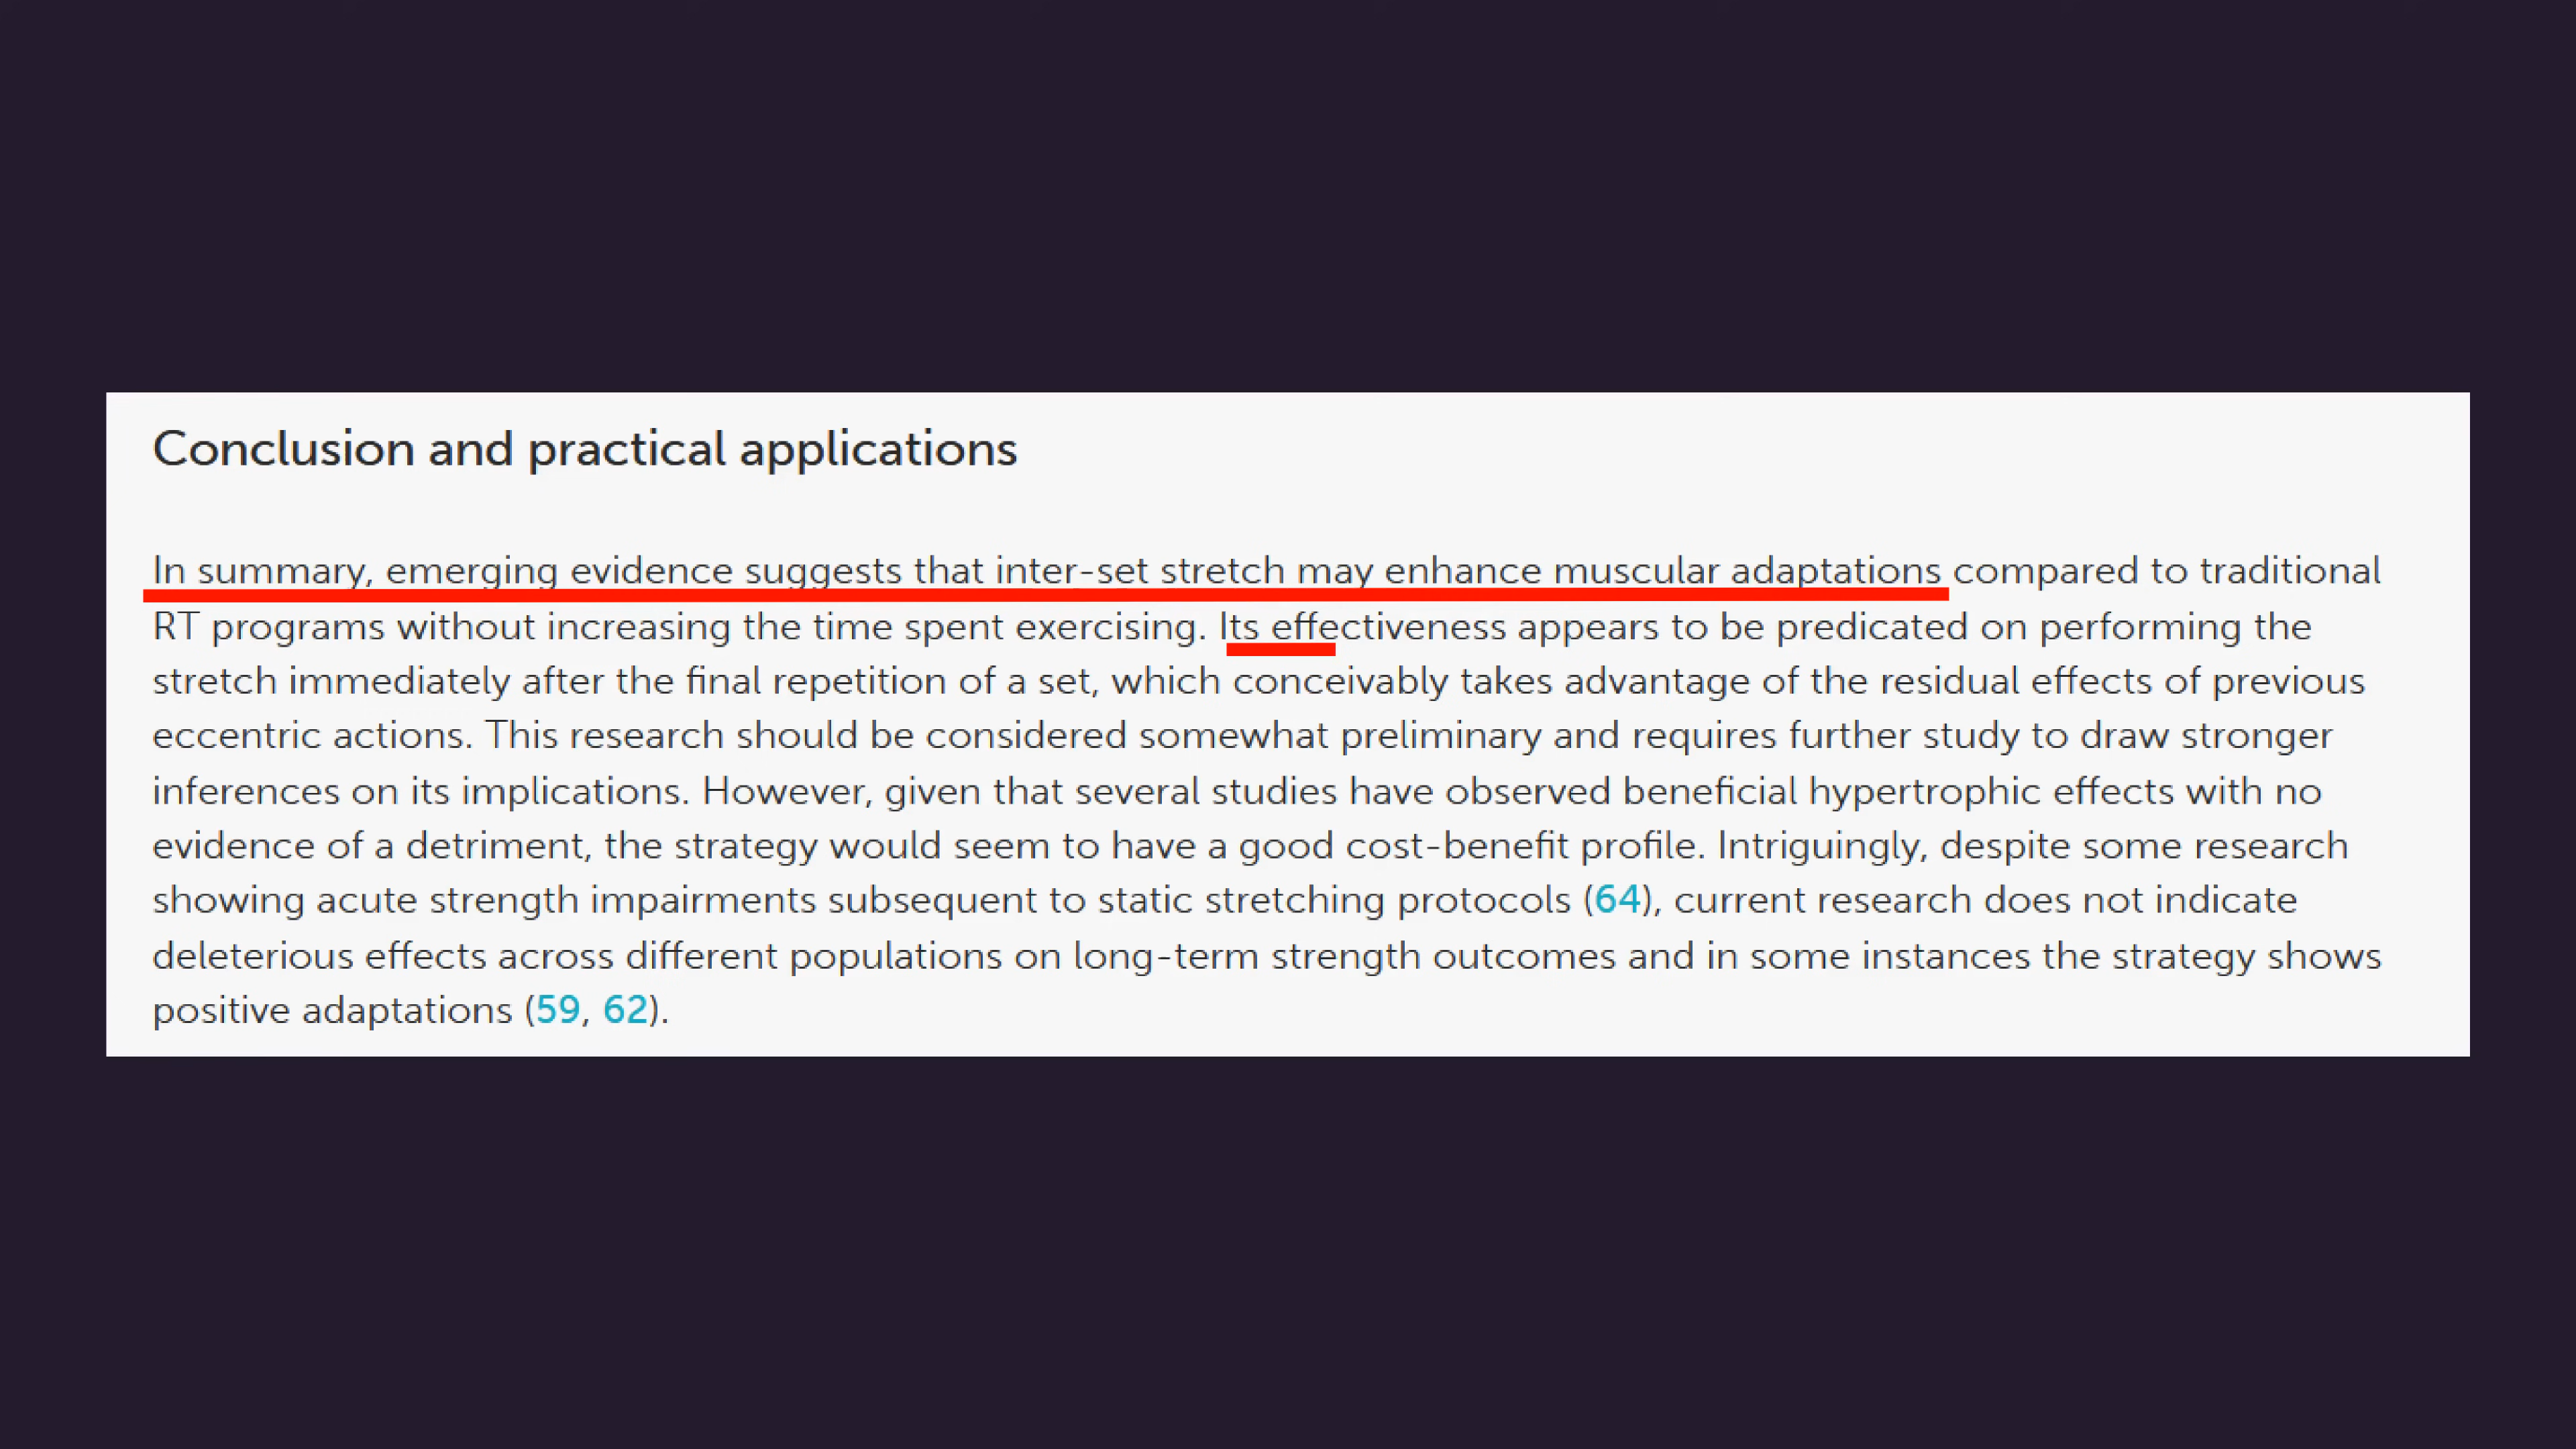 Conclusion and practical applications
In summary, emerging evidence suggests that inter-set stretch may enhance muscular adaptations compared to traditional
RT programs without increasing the time spent exercising. Its effectiveness appears to be predicated on performing the
stretch immediately after the final repetition of a set, which conceivably takes advantage of the residual effects of previous
eccentric actions. This research should be considered somewhat preliminary and requires further study to draw stronger
inferences on its implications. However, given that several studies have observed beneficial hypertrophic effects with no
evidence of a detriment, the strategy would seem to have a good cost-benefit profile. Intriguingly, despite some research
showing acute strength impairments subsequent to static stretching protocols (64), current research does not indicate
deleterious effects across different populations on long-term strength outcomes and in some instances the strategy shows
positive adaptations (59, 62).